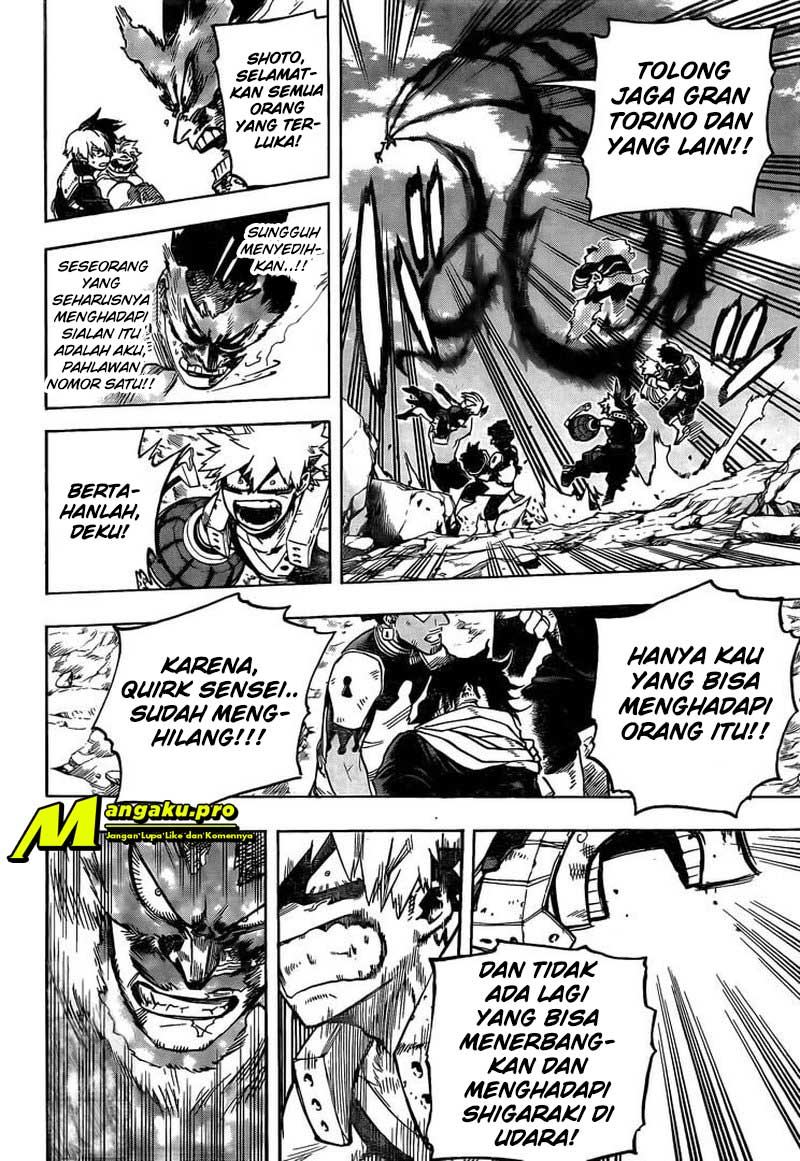 TOLONG
JAGA GRAN
TORINO DAN
YANG LAIN!!
SHOTO,
SELAMAT-
KAN SEMUA
ORANG
YANG TER-
LUKA!
SUNGGUH
MENYEDIH-
KAN..!!
SESEORANG
YANG
SEHARUSNYA
MENGHADAPI
SIALAN ITU
ADALAH AKU,
PAHLAWAN
NOMOR SATU!!
BERTA-
HANLAH,
DEKU!
HANYA KAU
YANG BISA
MENGHADAPI
ORANG ITU!!
KARENA,
QUIRK SENSEI..
SUDAH MENG-
HILANG!!!
Mangaku.pro
Jangan Lupa Like dan Komennya
DAN TIDAK
ADA LAGI
YANG BISA
MENERBANG-
KAN DAN
MENGHADAPI
SHIGARAKI DI
UDARA!